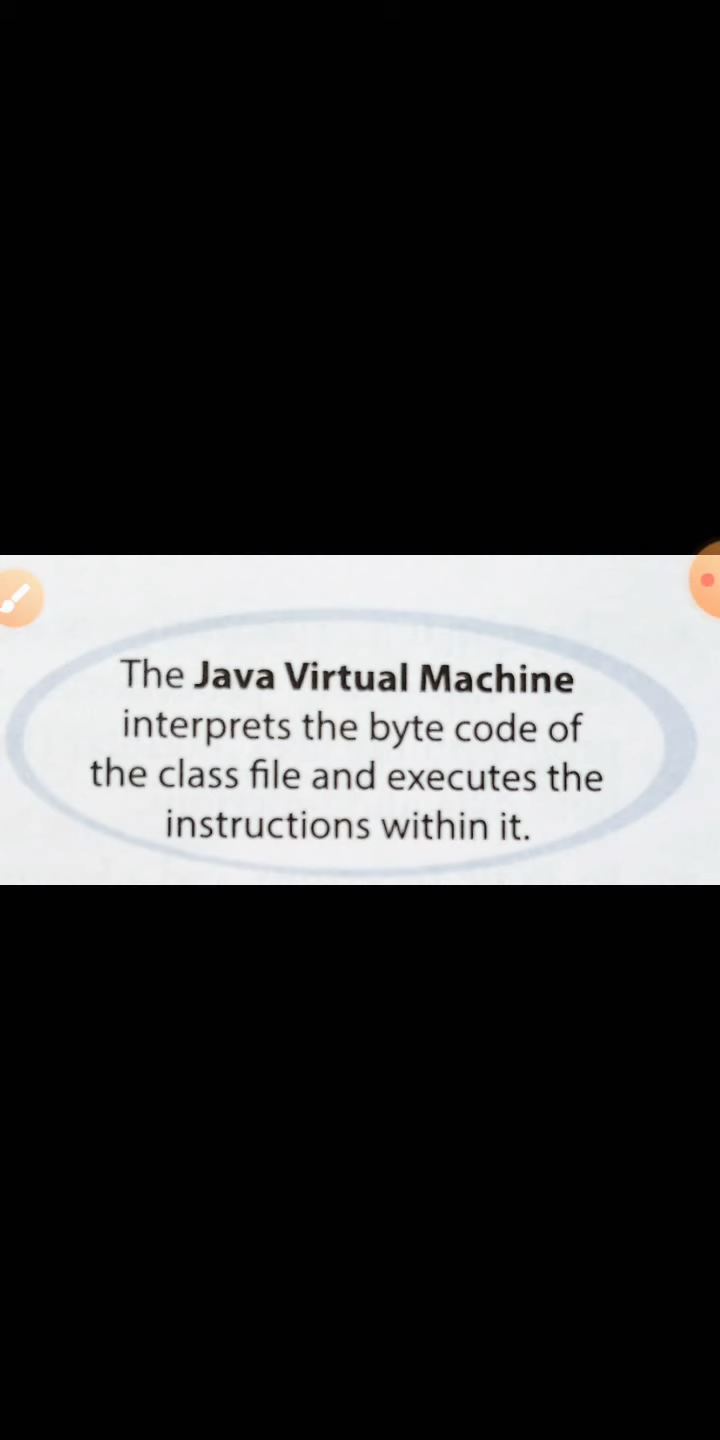 The Java Virtual Machine
interprets the byte code of
the class file and executes the
instructions within it.